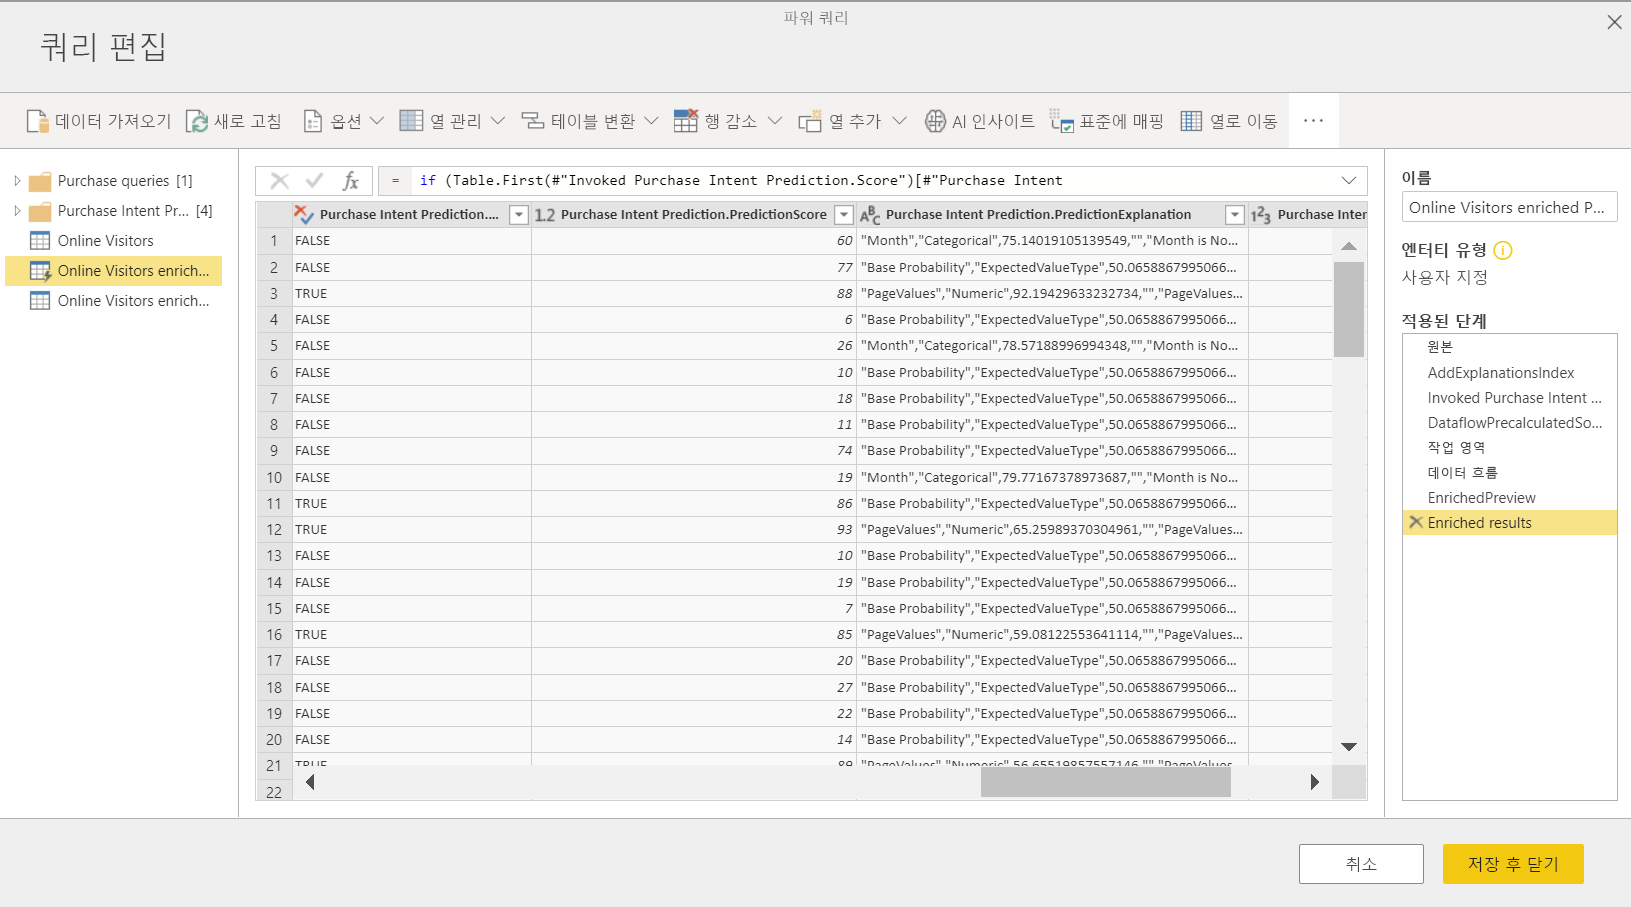 파워 쿼리
쿼리 편집
데이터 가져오기 새로 고침 옵션 열 관리 테이블 변환 행 감소 열 추가 AI 인사이트 표준에 매핑 열로 이동 ...
Purchase queries [1]
Purchase Intent Pr... [4]
Online Visitors
Online Visitors enrich...
Online Visitors enrich...
fx = if (Table.First(#"Invoked Purchase Intent Prediction.Score")[#"Purchase Intent
Purchase Intent Prediction.... 1.2 Purchase Intent Prediction.PredictionScore ABC Purchase Intent Prediction.PredictionExplanation 123 Purchase Inter
1 FALSE 60 "Month","Categorical",75.14019105139549,"","Month is No...
2 FALSE 77 "Base Probability","ExpectedValueType",50.0658867995066...
3 TRUE 88 "PageValues","Numeric",92.19429633232734,"","PageValues...
4 FALSE 6 "Base Probability","ExpectedValueType",50.0658867995066...
5 FALSE 26 "Month","Categorical",78.57188996994348,"","Month is No...
6 FALSE 10 "Base Probability","ExpectedValueType",50.0658867995066...
7 FALSE 18 "Base Probability","ExpectedValueType",50.0658867995066...
8 FALSE 11 "Base Probability","ExpectedValueType",50.0658867995066...
9 FALSE 74 "Base Probability","ExpectedValueType",50.0658867995066...
10 FALSE 19 "Month","Categorical",79.77167378973687,"","Month is No...
11 TRUE 86 "Base Probability","ExpectedValueType",50.0658867995066...
12 TRUE 93 "PageValues","Numeric",65.25989370304961,"","PageValues...
13 FALSE 10 "Base Probability","ExpectedValueType",50.0658867995066...
14 FALSE 19 "Base Probability","ExpectedValueType",50.0658867995066...
15 FALSE 7 "Base Probability","ExpectedValueType",50.0658867995066...
16 TRUE 85 "PageValues","Numeric",59.08122553641114,"","PageValues...
17 FALSE 20 "Base Probability","ExpectedValueType",50.0658867995066...
18 FALSE 27 "Base Probability","ExpectedValueType",50.0658867995066...
19 FALSE 22 "Base Probability","ExpectedValueType",50.0658867995066...
20 FALSE 14 "Base Probability","ExpectedValueType",50.0658867995066...
21 TRUE 89 "PageValues","Numeric",56.65519857557146,"","PageValues
22
이름
Online Visitors enriched P...
엔터티 유형
사용자 지정
적용된 단계
원본
AddExplanationsIndex
Invoked Purchase Intent ...
DataflowPrecalculatedSo...
작업 영역
데이터 흐름
EnrichedPreview
Enriched results
취소
저장 후 닫기